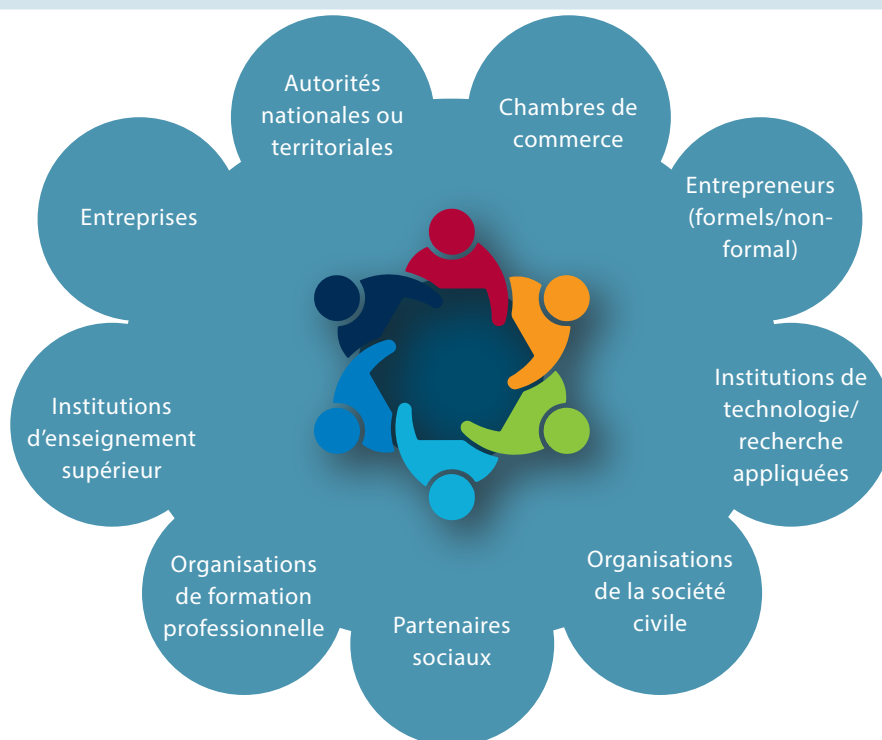 Autorités
nationales ou
territoriales
Chambres de
commerce
Entrepreneurs
(formels/non-
formal)
Institutions de
technologie/
recherche
appliquées
Organisations
de la société
civile
Partenaires
sociaux
Organisations
de formation
professionnelle
Institutions
d’enseignement
supérieur
Entreprises